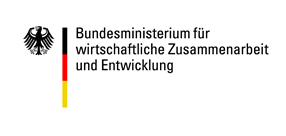 Bundesministerium für
wirtschaftliche Zusammenarbeit
und Entwicklung